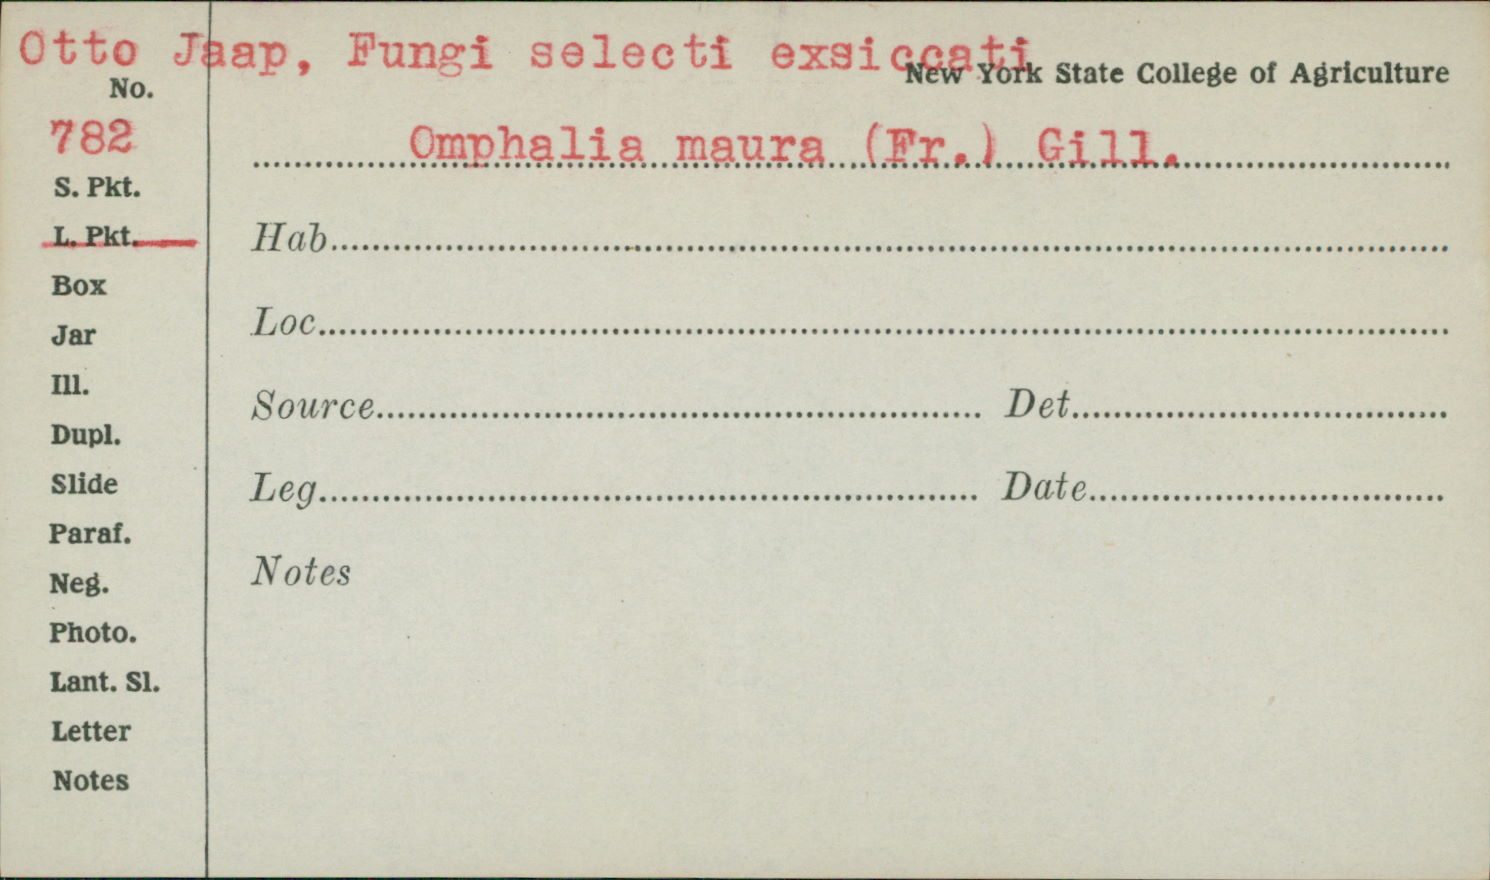 Otto Jaap, Fungi selecti exsiccati
New York State College of Agriculture
No.
782
Omphalia maura (Fr.) Gill.
S. Pkt.
L. Pkt.
Hab
Box
Loc
Jar
Ill.
Source Det
Dupl.
Slide
Leg Date
Paraf.
Notes
Neg.
Photo.
Lant. Sl.
Letter
Notes